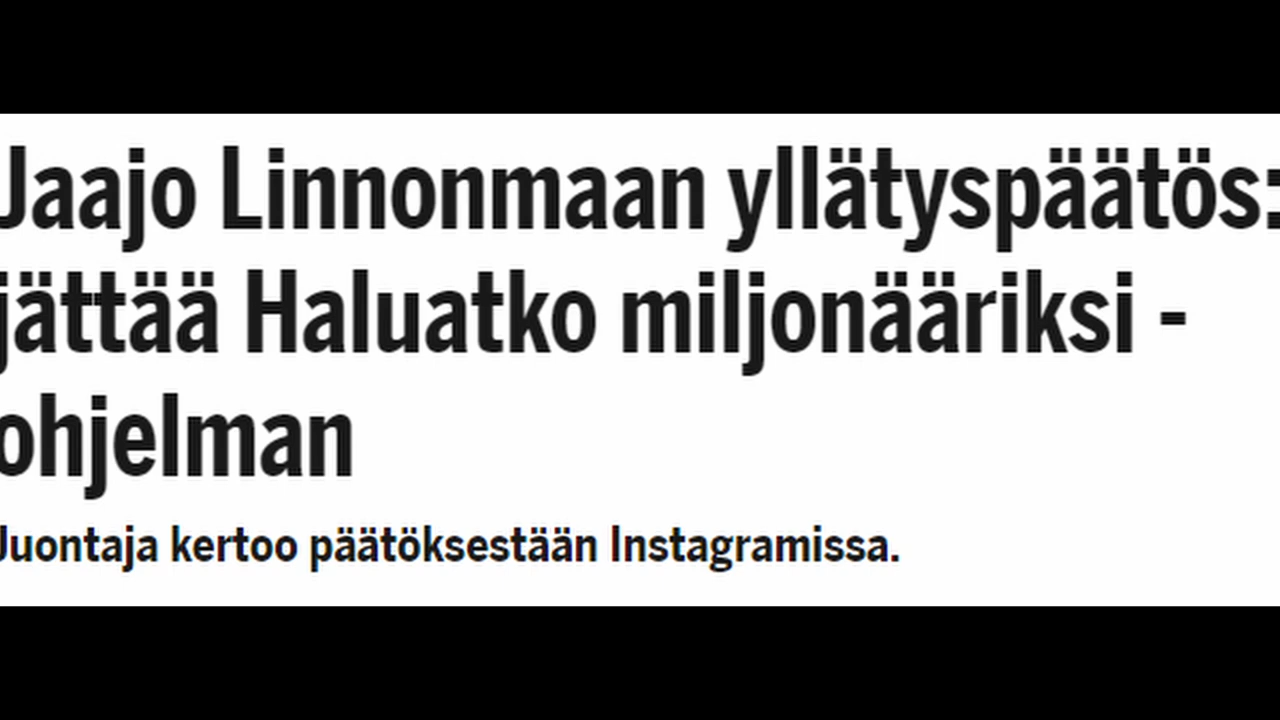 Jaajo Linnonmaan yllätyspäätös:
jättää Haluatko miljonääriksi -
ohjelman
Juontaja kertoo päätöksestään Instagramissa.